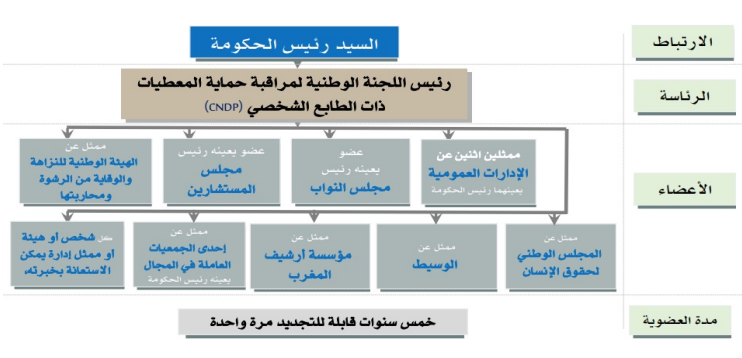 الارتباط
السيد رئيس الحكومة
الرئاسة
رئيس اللجنة الوطنية لمراقبة حماية المعطيات
ذات الطابع الشخصي (CNDP)
الأعضاء
ممثلين اثنين عن
الإدارات العمومية
يعينهما رئيس الحكومة
عضو
يعينه رئيس
مجلس النواب
عضو يعينه رئيس
مجلس
المستشارين
ممثل عن
الهيئة الوطنية للنزاهة
والوقاية من الرشوة
ومحاربتها
ممثل عن
المجلس الوطني
لحقوق الإنسان
ممثل عن
الوسيط
ممثل عن
مؤسسة أرشيف
المغرب
ممثل عن
إحدى الجمعيات
العاملة في المجال
يعينه رئيس الحكومة
كل شخص أو هيئة
أو ممثل إدارة يمكن
الاستعانة بخبرته،
مدة العضوية
خمس سنوات قابلة للتجديد مرة واحدة